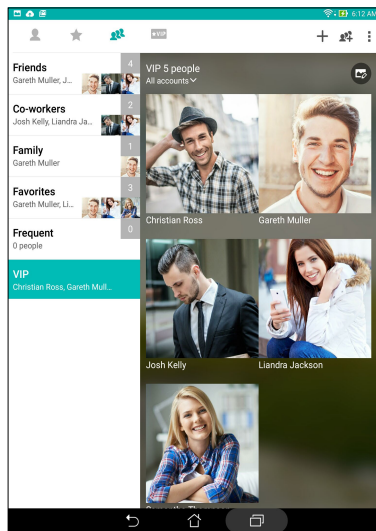 6:12 AM
VIP
Friends
4
Gareth Muller, J...
Co-workers
2
Josh Kelly, Liandra Ja...
Family
1
Gareth Muller
Favorites
3
Gareth Muller, Li...
Frequent
0
0 people
VIP
Christian Ross, Gareth Mull...
VIP 5 people
All accounts
Christian Ross
Gareth Muller
Josh Kelly
Liandra Jackson